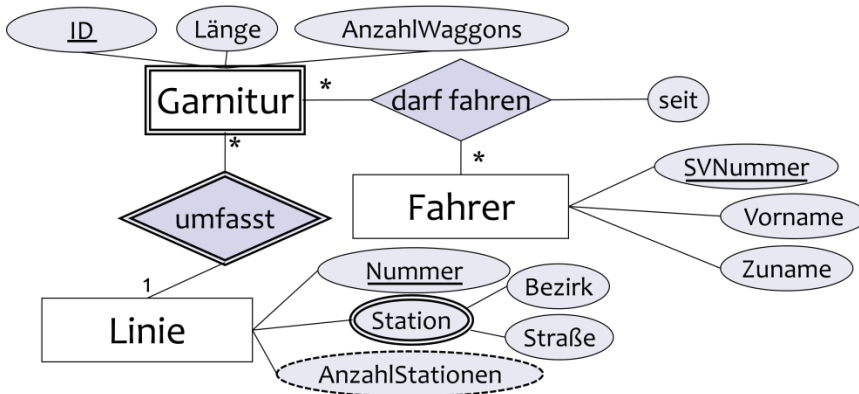 ID
Länge
AnzahlWaggons
Garnitur
*
darf fahren
seit
*
*
umfasst
Fahrer
SVNummer
Vorname
Zuname
1
Linie
Nummer
Station
Bezirk
Straße
AnzahlStationen